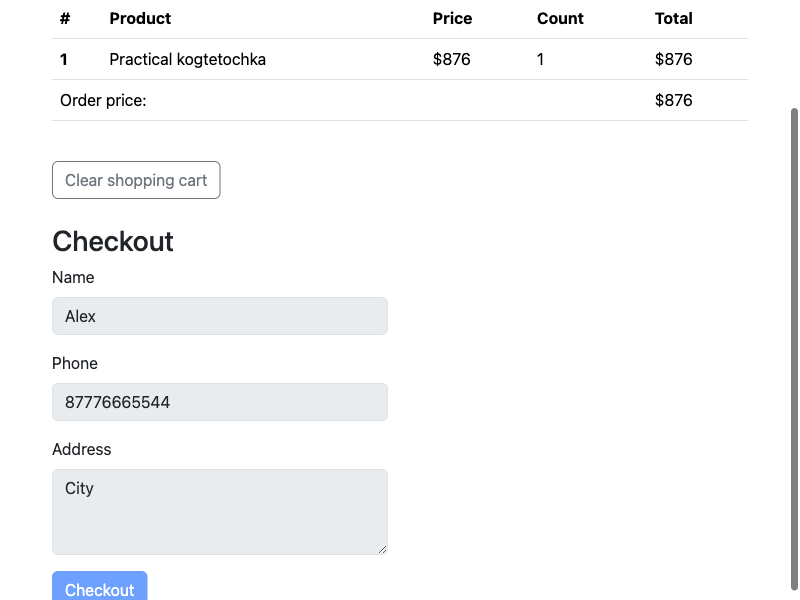 # Product Price Count Total
1 Practical kogtetochka $876 1 $876
Order price: $876
Clear shopping cart
Checkout
Name
Alex
Phone
87776665544
Address
City
Checkout